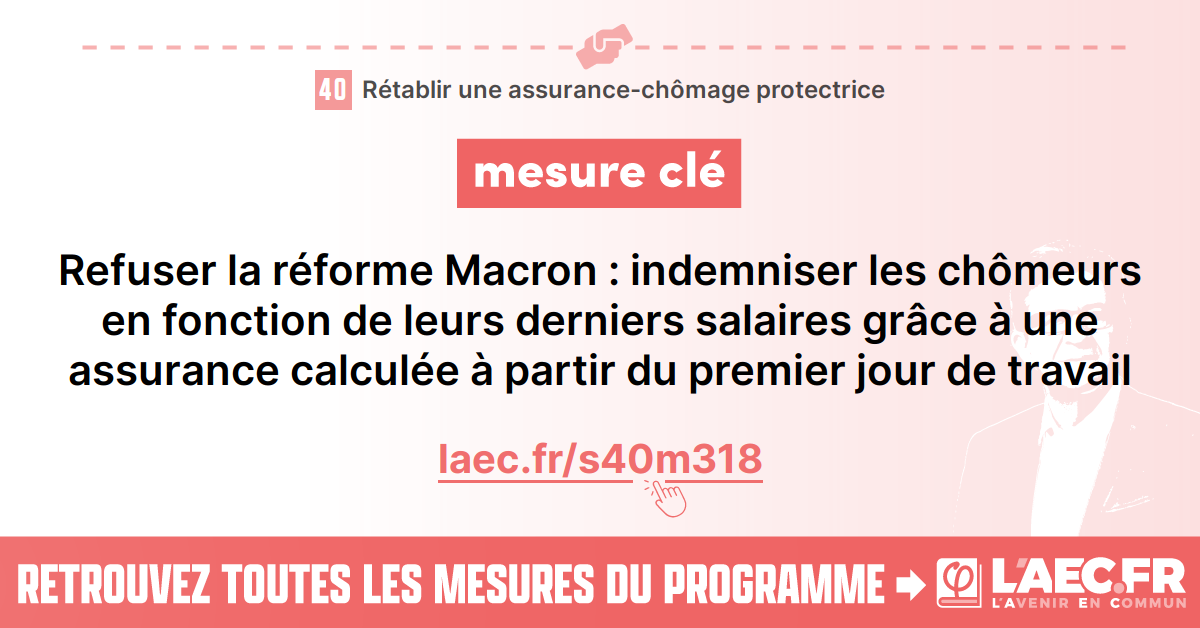 40 Rétablir une assurance-chômage protectrice
mesure clé
Refuser la réforme Macron : indemniser les chômeurs
en fonction de leurs derniers salaires grâce à une
assurance calculée à partir du premier jour de travail
laec.fr/s40m318
RETROUVEZ TOUTES LES MESURES DU PROGRAMME
φ L'AEC.FR
L'AVENIR EN COMMUN